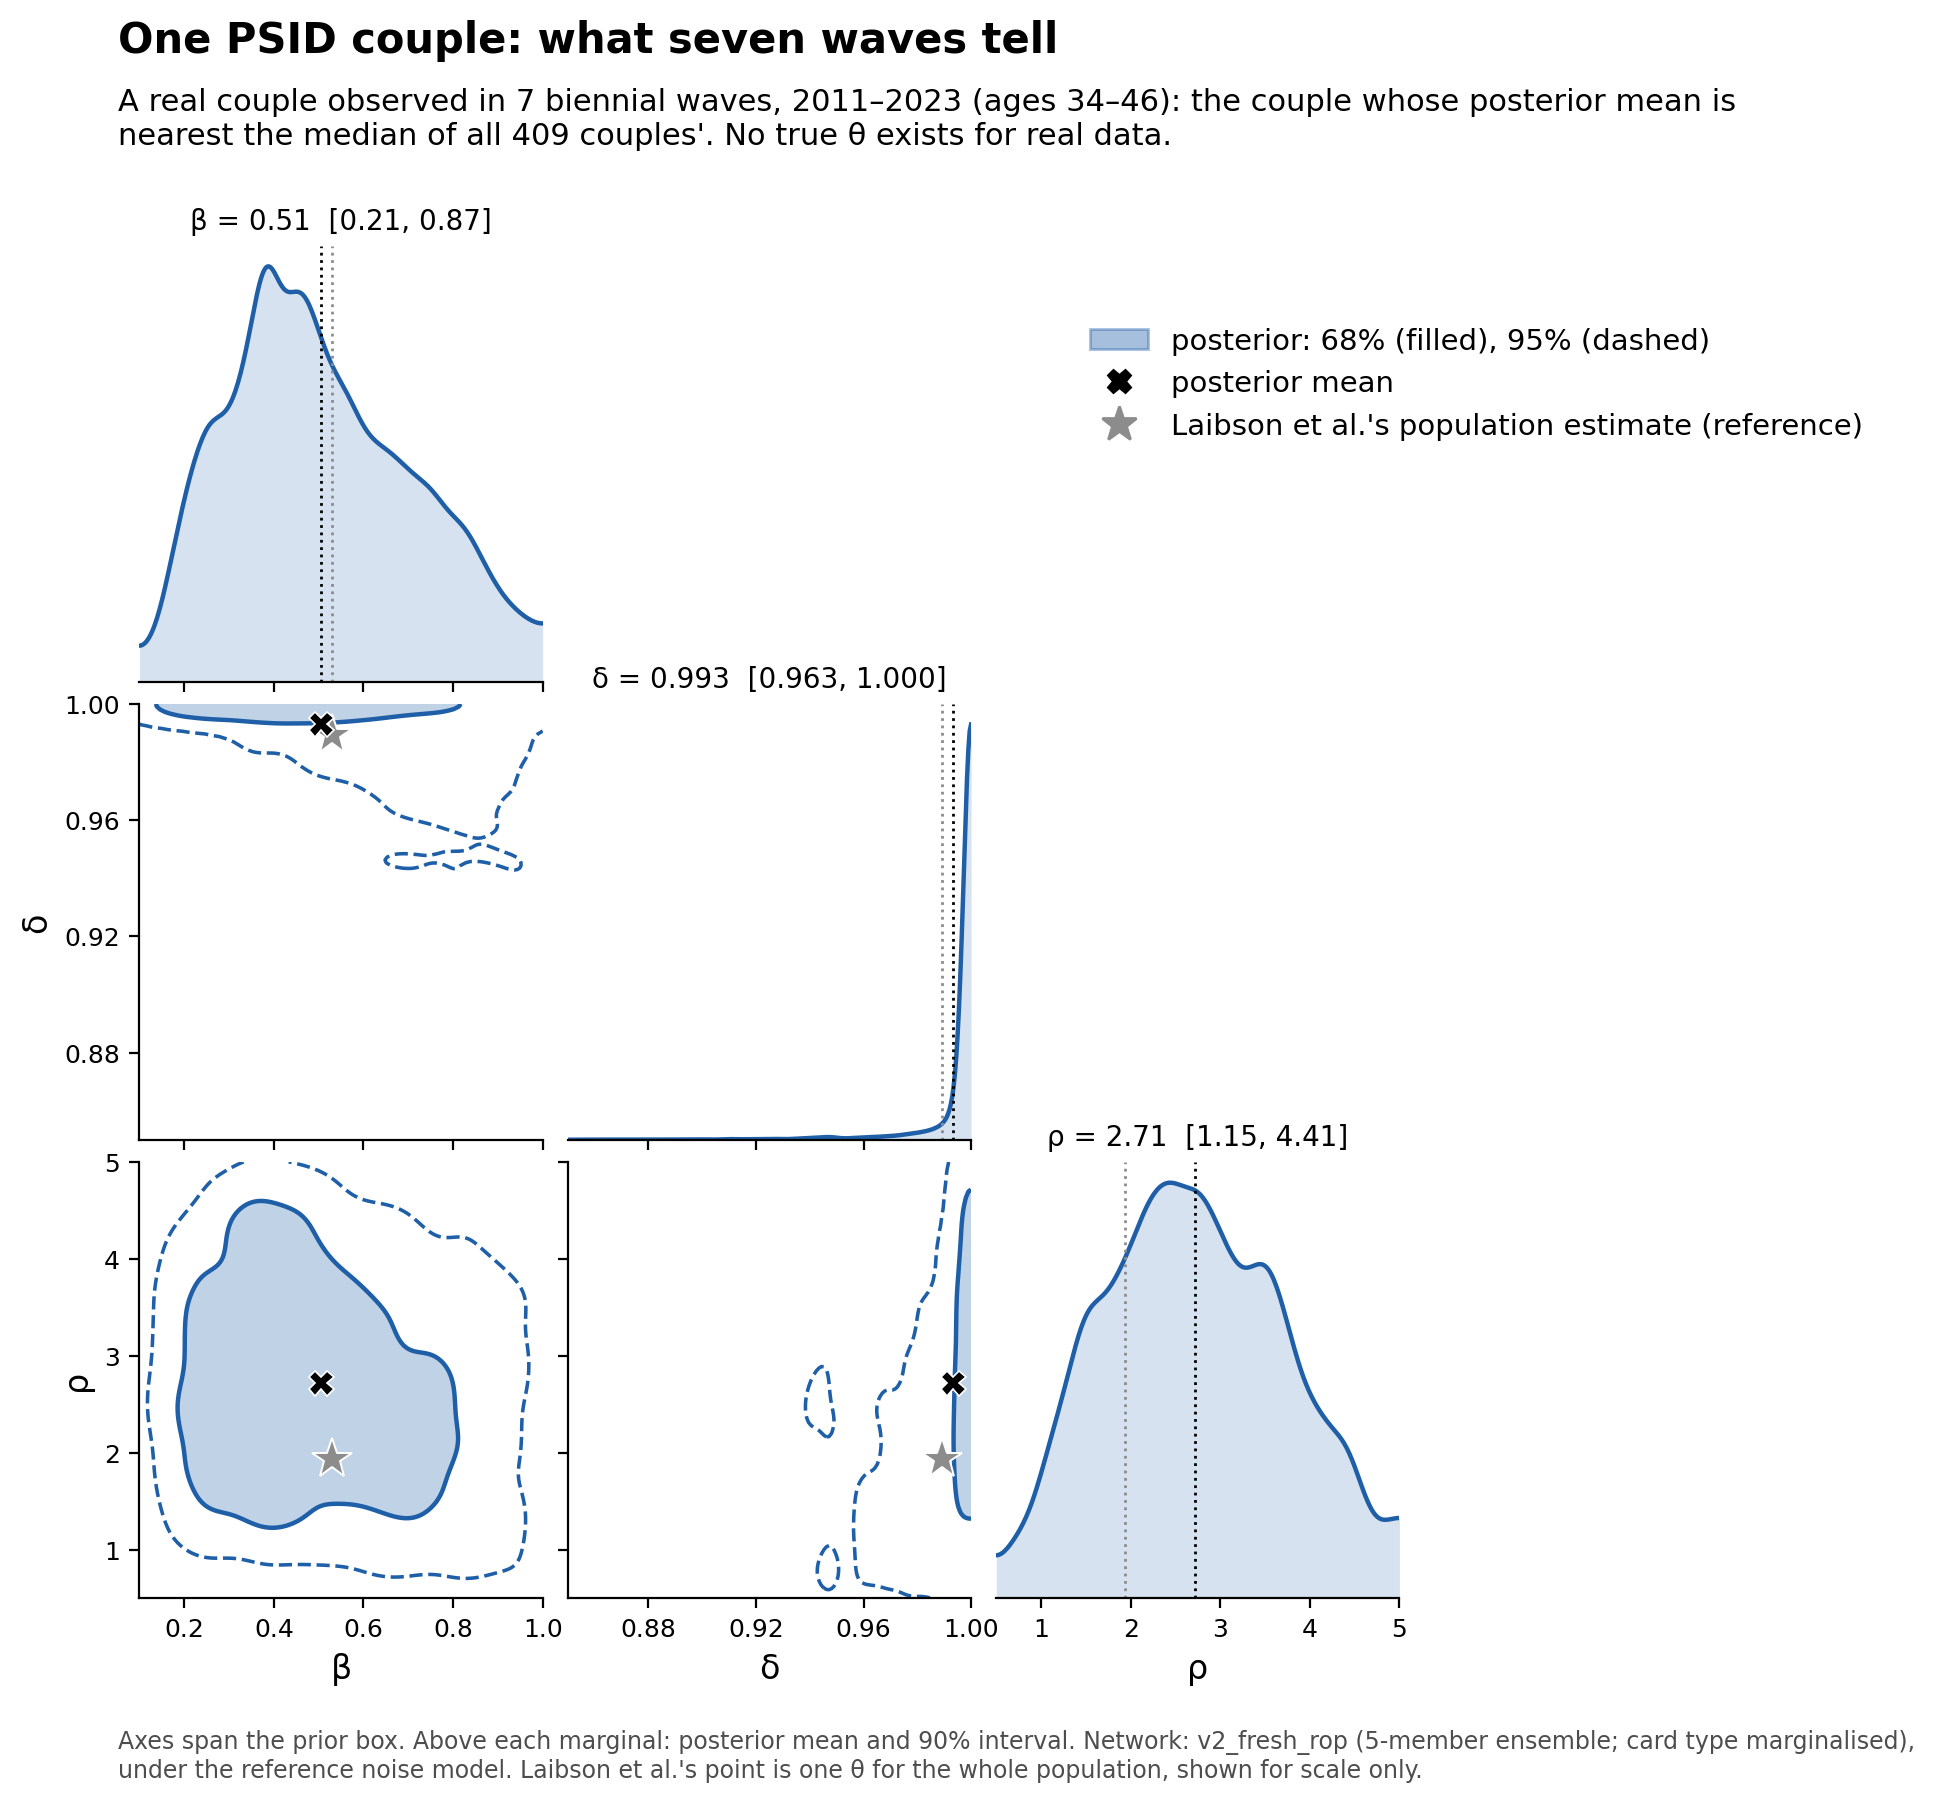 One PSID couple: what seven waves tell
A real couple observed in 7 biennial waves, 2011–2023 (ages 34–46): the couple whose posterior mean is
nearest the median of all 409 couples'. No true θ exists for real data.
β = 0.51  [0.21, 0.87]
posterior: 68% (filled), 95% (dashed)
posterior mean
Laibson et al.'s population estimate (reference)
δ = 0.993  [0.963, 1.000]
1.00
0.96
0.92
0.88
δ
ρ = 2.71  [1.15, 4.41]
5
4
3
2
1
ρ
0.2 0.4 0.6 0.8 1.0
0.88 0.92 0.96 1.00
1 2 3 4 5
β
δ
ρ
Axes span the prior box. Above each marginal: posterior mean and 90% interval. Network: v2_fresh_rop (5-member ensemble; card type marginalised),
under the reference noise model. Laibson et al.'s point is one θ for the whole population, shown for scale only.